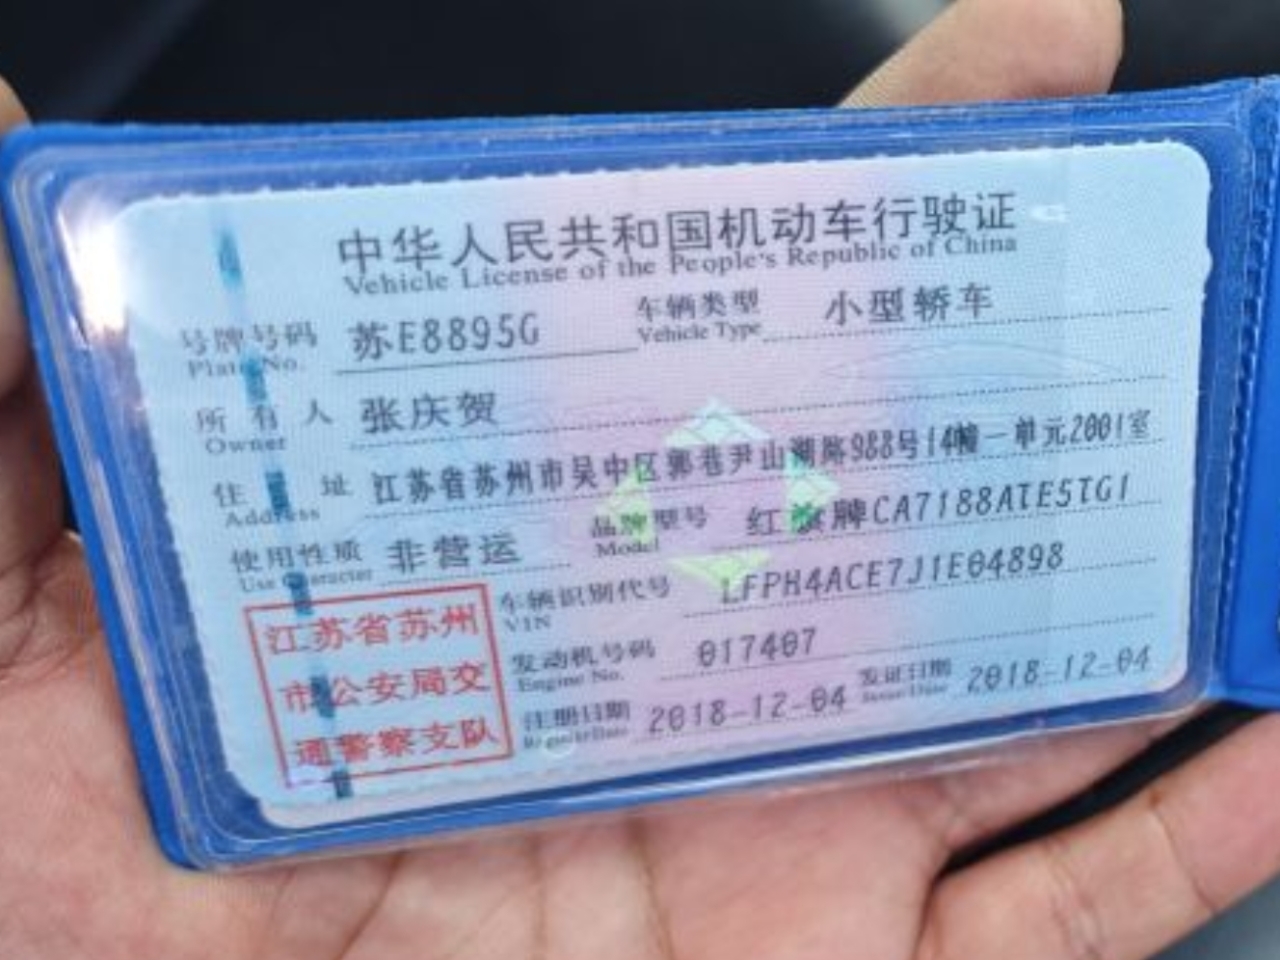 中华人民共和国机动车行驶证
Vehicle License of the People's Republic of China
号牌号码 苏E8895G 车辆类型 小型轿车
Plate No. Vehicle Type
所有人 张庆贺
Owner
住址 江苏省苏州市吴中区郭巷尹山湖路988号14幢一单元2001室
Address
使用性质 非营运 品牌型号 红旗牌CA7188AIE5TG1
Use Character Model
江苏省苏州市公安局交通警察支队
车辆识别代号 LFPH4ACE7J1E04898
VIN
发动机号码 017407
Engine No.
注册日期 2018-12-04 发证日期 2018-12-04
Register Date Issue Date